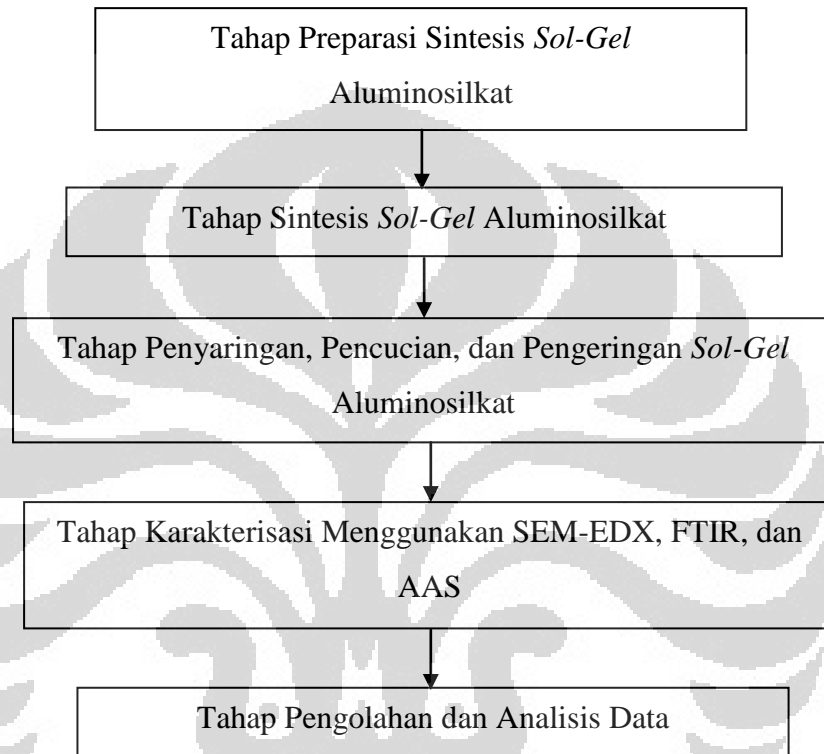 Tahap Preparasi Sintesis Sol-Gel
Aluminosilkat
Tahap Sintesis Sol-Gel Aluminosilkat
Tahap Penyaringan, Pencucian, dan Pengeringan Sol-Gel
Aluminosilkat
Tahap Karakterisasi Menggunakan SEM-EDX, FTIR, dan
AAS
Tahap Pengolahan dan Analisis Data